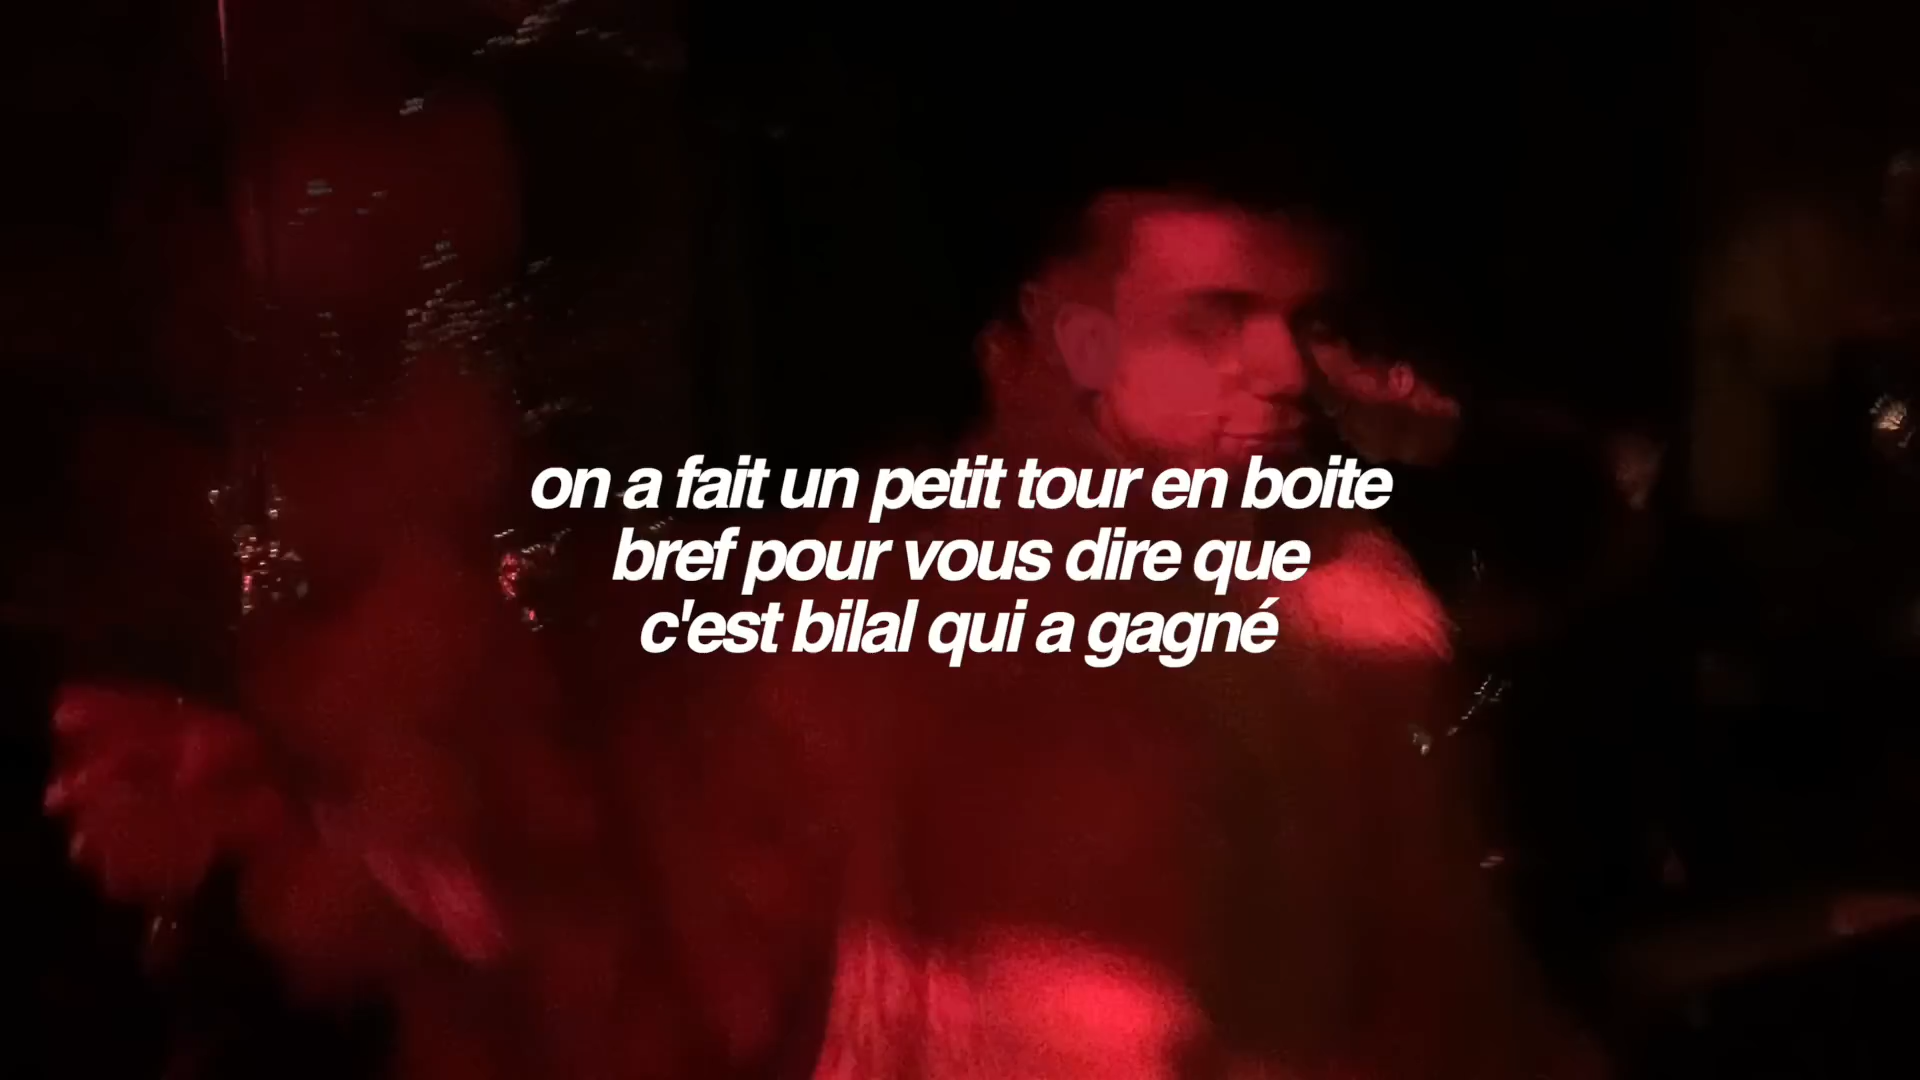 on a fait un petit tour en boite
bref pour vous dire que
c'est bilal qui a gagné